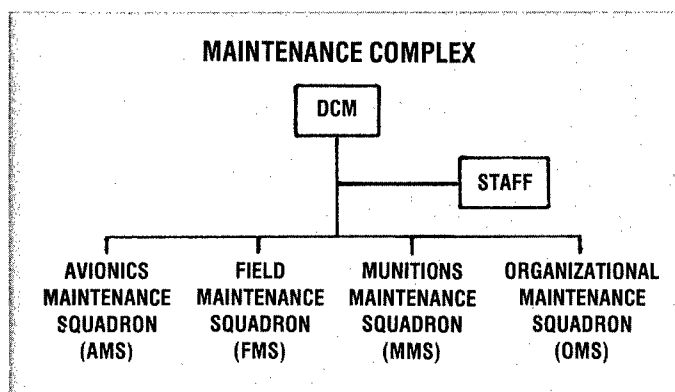 MAINTENANCE COMPLEX
DCM
STAFF
AVIONICS
MAINTENANCE
SQUADRON
(AMS)
FIELD
MAINTENANCE
SQUADRON
(FMS)
MUNITIONS
MAINTENANCE
SQUADRON
(MMS)
ORGANIZATIONAL
MAINTENANCE
SQUADRON
(OMS)